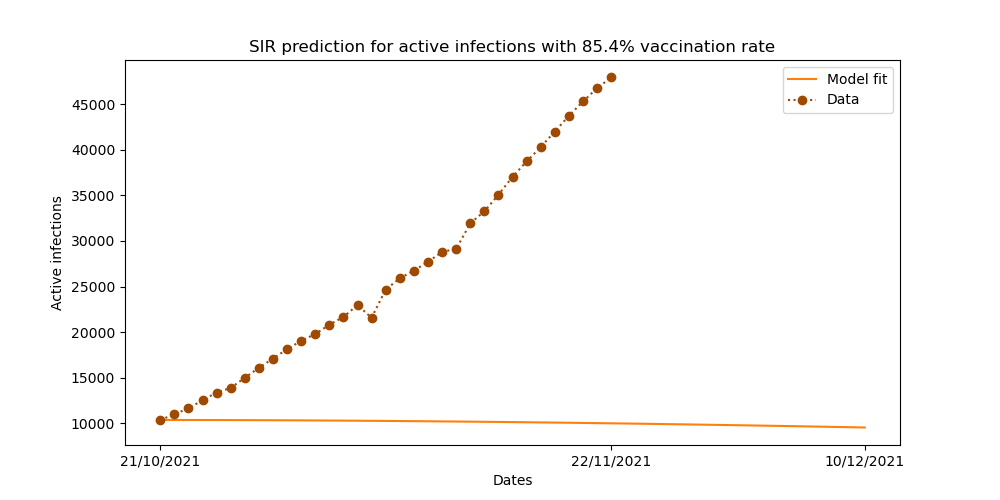 SIR prediction for active infections with 85.4% vaccination rate
Model fit
Data
45000
40000
35000
30000
25000
20000
15000
10000
Active infections
21/10/2021
22/11/2021
10/12/2021
Dates